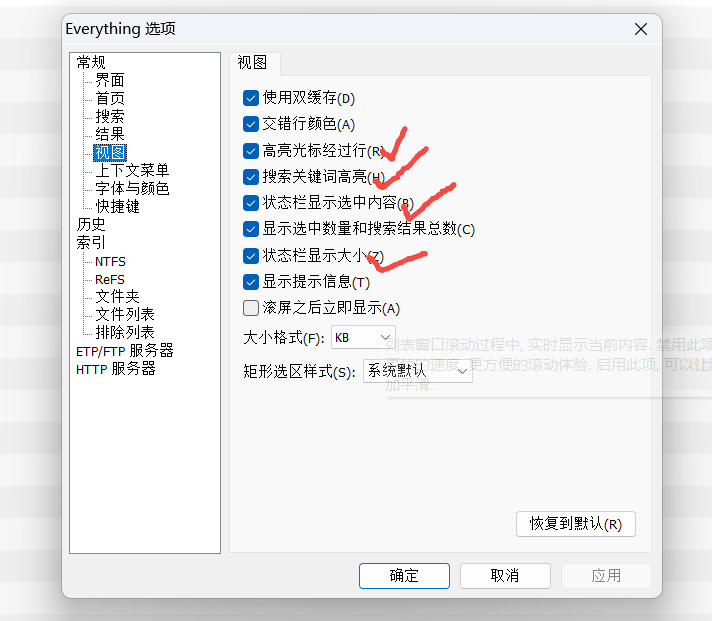 Everything 选项
常规
界面
首页
搜索
结果
视图
上下文菜单
字体与颜色
快捷键
历史
索引
NTFS
ReFS
文件夹
文件列表
排除列表
ETP/FTP 服务器
HTTP 服务器
视图
使用双缓存(D)
交错行颜色(A)
高亮光标经过行(R)
搜索关键词高亮(H)
状态栏显示选中内容(B)
显示选中数量和搜索结果总数(C)
状态栏显示大小(Z)
显示提示信息(T)
滚屏之后立即显示(A)
大小格式(F): KB
列表窗口滚动过程中, 实时显示当前内容. 禁用此项
的速度, 更方便的滚动体验. 启用此项, 可以让
加平滑.
矩形选区样式(S): 系统默认
恢复到默认(R)
确定
取消
应用